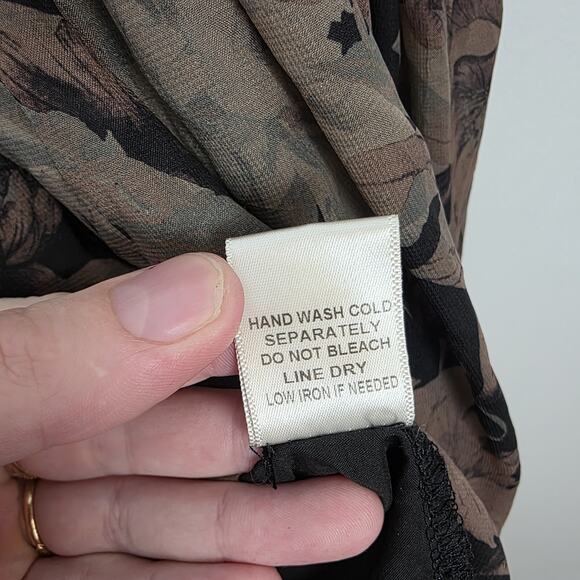 HAND WASH COLD
SEPARATELY
DO NOT BLEACH
LINE DRY
LOW IRON IF NEEDED